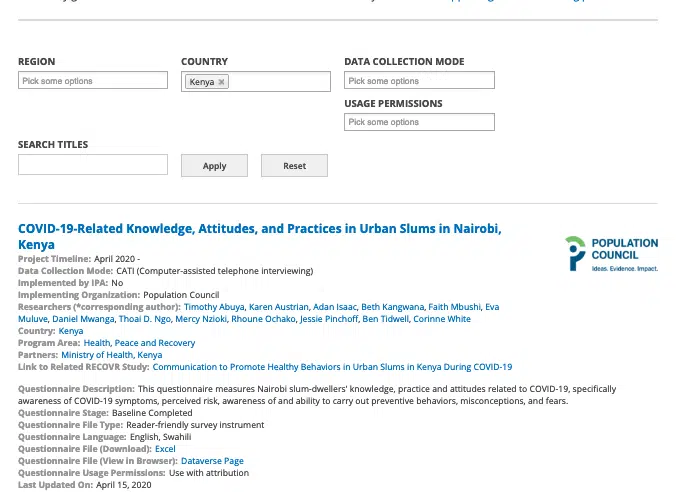 REGION
COUNTRY
DATA COLLECTION MODE
Pick some options
Kenya ×
Pick some options
USAGE PERMISSIONS
Pick some options
SEARCH TITLES
Apply
Reset
COVID-19-Related Knowledge, Attitudes, and Practices in Urban Slums in Nairobi,
Kenya
Project Timeline: April 2020 -
Data Collection Mode: CATI (Computer-assisted telephone interviewing)
Implemented by IPA: No
Implementing Organization: Population Council
Researchers (*corresponding author): Timothy Abuya, Karen Austrian, Adan Isaac, Beth Kangwana, Faith Mbushi, Eva
Muluve, Daniel Mwanga, Thoai D. Ngo, Mercy Nzioki, Rhoune Ochako, Jessie Pinchoff, Ben Tidwell, Corinne White
Country: Kenya
Program Area: Health, Peace and Recovery
Partners: Ministry of Health, Kenya
Link to Related RECOVR Study: Communication to Promote Healthy Behaviors in Urban Slums in Kenya During COVID-19
POPULATION
COUNCIL
Ideas. Evidence. Impact.
Questionnaire Description: This questionnaire measures Nairobi slum-dwellers' knowledge, practice and attitudes related to COVID-19, specifically
awareness of COVID-19 symptoms, perceived risk, awareness of and ability to carry out preventive behaviors, misconceptions, and fears.
Questionnaire Stage: Baseline Completed
Questionnaire File Type: Reader-friendly survey instrument
Questionnaire Language: English, Swahili
Questionnaire File (Download): Excel
Questionnaire File (View in Browser): Dataverse Page
Questionnaire Usage Permissions: Use with attribution
Last Updated On: April 15, 2020